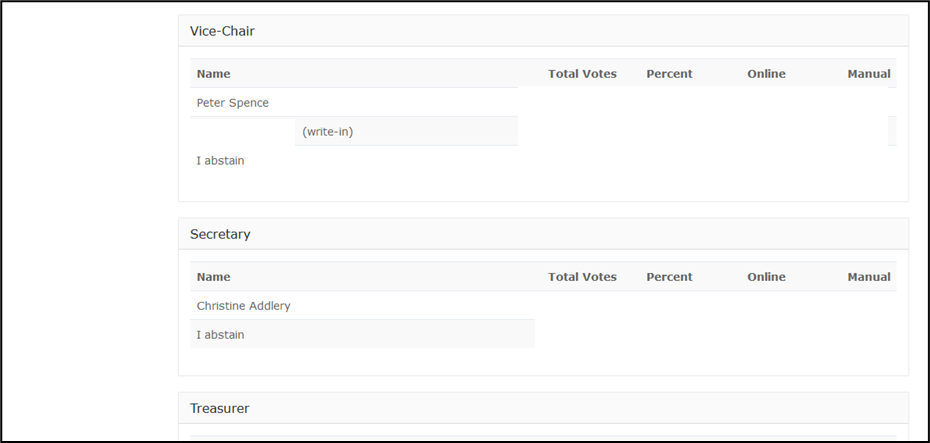 Vice-Chair
Name Total Votes Percent Online Manual
Peter Spence
(write-in)
I abstain
Secretary
Name Total Votes Percent Online Manual
Christine Addlery
I abstain
Treasurer